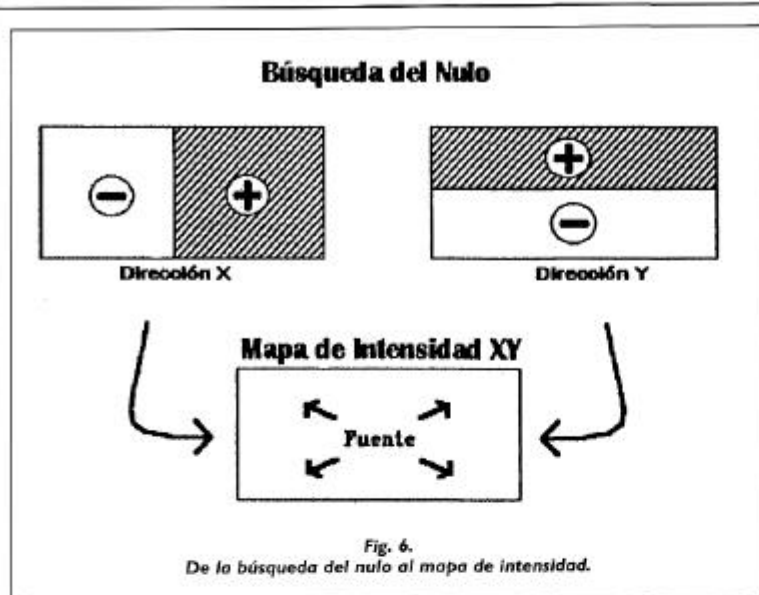 Búsqueda del Nulo
− +
+
−
Dirección X Dirección Y
Mapa de Intensidad XY
Fuente
Fig. 6.
De la búsqueda del nulo al mapa de intensidad.